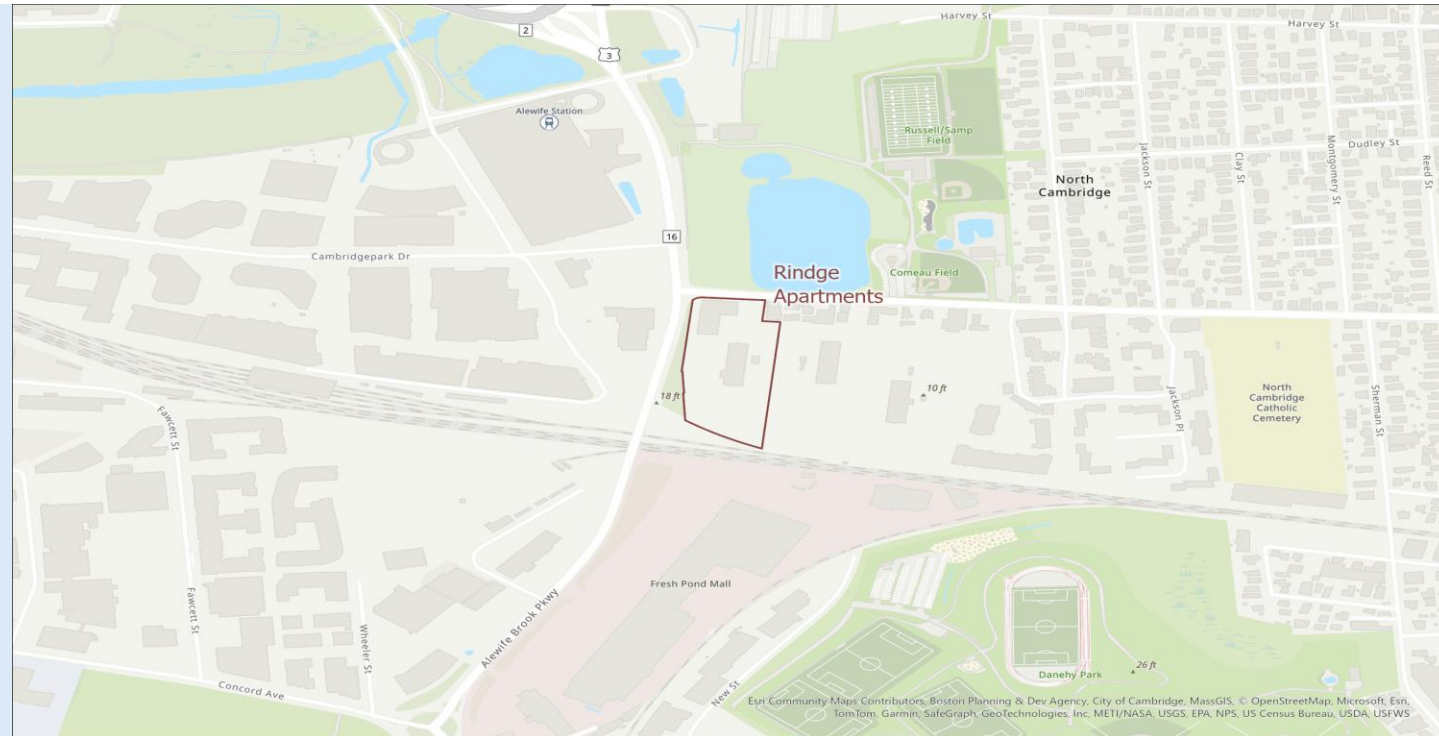 Harvey St
Harvey St
2
3
Alewife Station
Russell/Samp
Field
Dudley St
Jackson St
Clay St
Montgomery St
Reed St
North
Cambridge
16
Cambridgepark Dr
Comeau Field
Rindge
Apartments
18 ft
10 ft
North
Cambridge
Catholic
Cemetery
Jackson Pl
Sherman St
Fawcett St
Fresh Pond Mall
Fawcett St
Wheeler St
Alewife Brook Pkwy
Danehy Park
26 ft
Concord Ave
New St
Esri Community Maps Contributors, Boston Planning & Dev Agency, City of Cambridge, MassGIS, © OpenStreetMap, Microsoft, Esri,
TomTom, Garmin, SafeGraph, GeoTechnologies, Inc, METI/NASA, USGS, EPA, NPS, US Census Bureau, USDA, USFWS